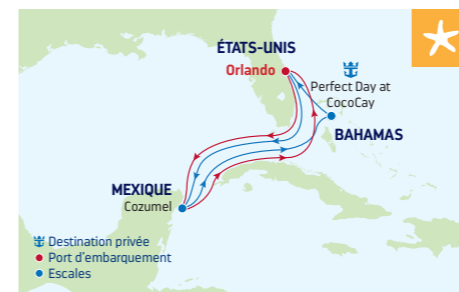 ÉTATS-UNIS
Orlando
Perfect Day at
CocoCay
BAHAMAS
MEXIQUE
Cozumel
Destination privée
Port d'embarquement
Escales